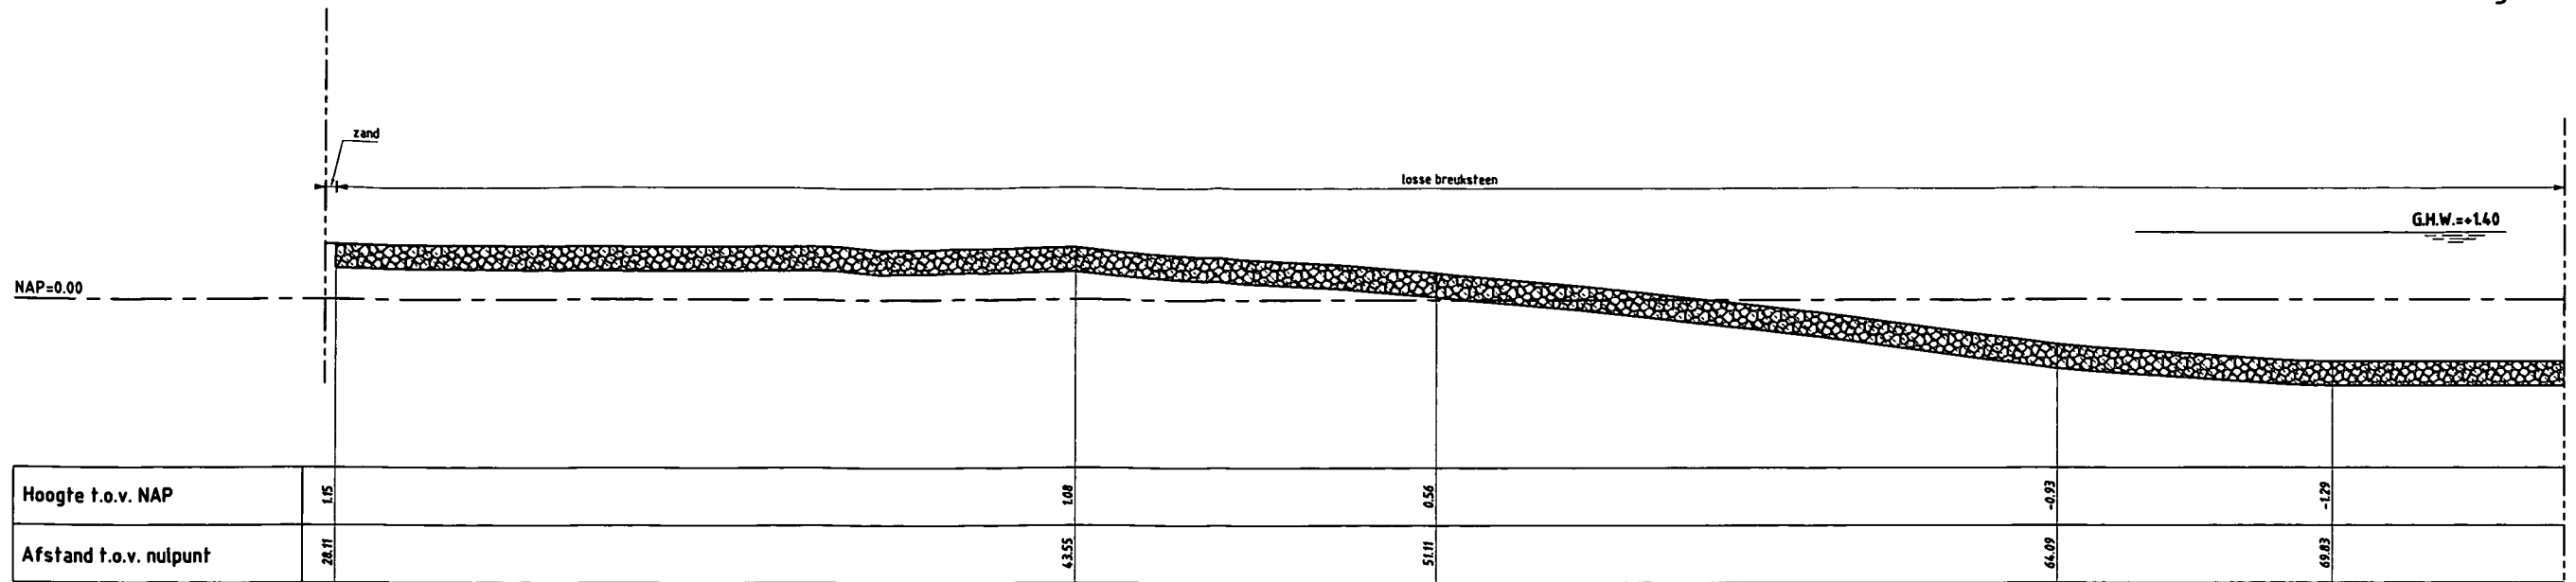 zand
losse breuksteen
G.H.W.=+1.40
NAP=0.00
Hoogte t.o.v. NAP 1.15 1.08 0.56 -0.93 -1.29
Afstand t.o.v. nulpunt 28.11 43.55 51.11 64.09 69.83